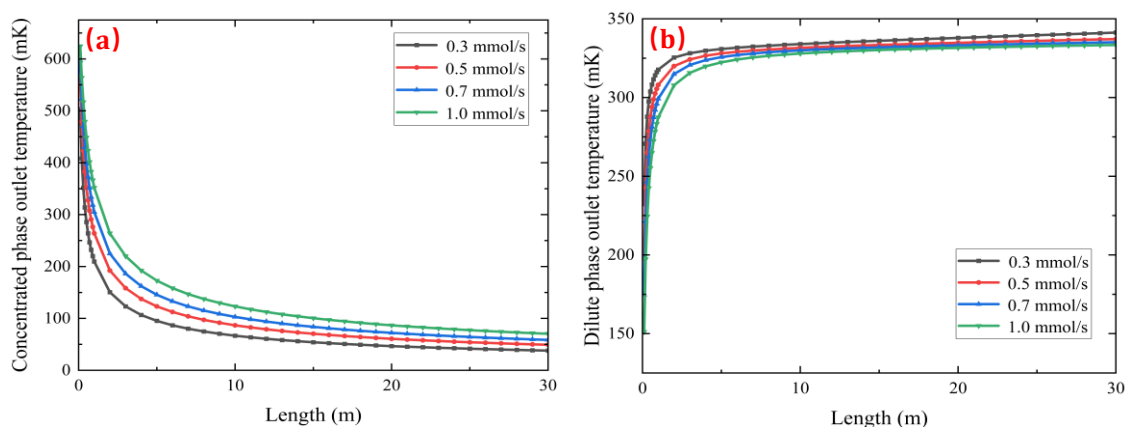 (a)
Concentrated phase outlet temperature (mK)
600
500
400
300
200
100
0
0.3 mmol/s
0.5 mmol/s
0.7 mmol/s
1.0 mmol/s
0 10 20 30
Length (m)
(b)
Dilute phase outlet temperature (mK)
350
300
250
200
150
0.3 mmol/s
0.5 mmol/s
0.7 mmol/s
1.0 mmol/s
0 10 20 30
Length (m)